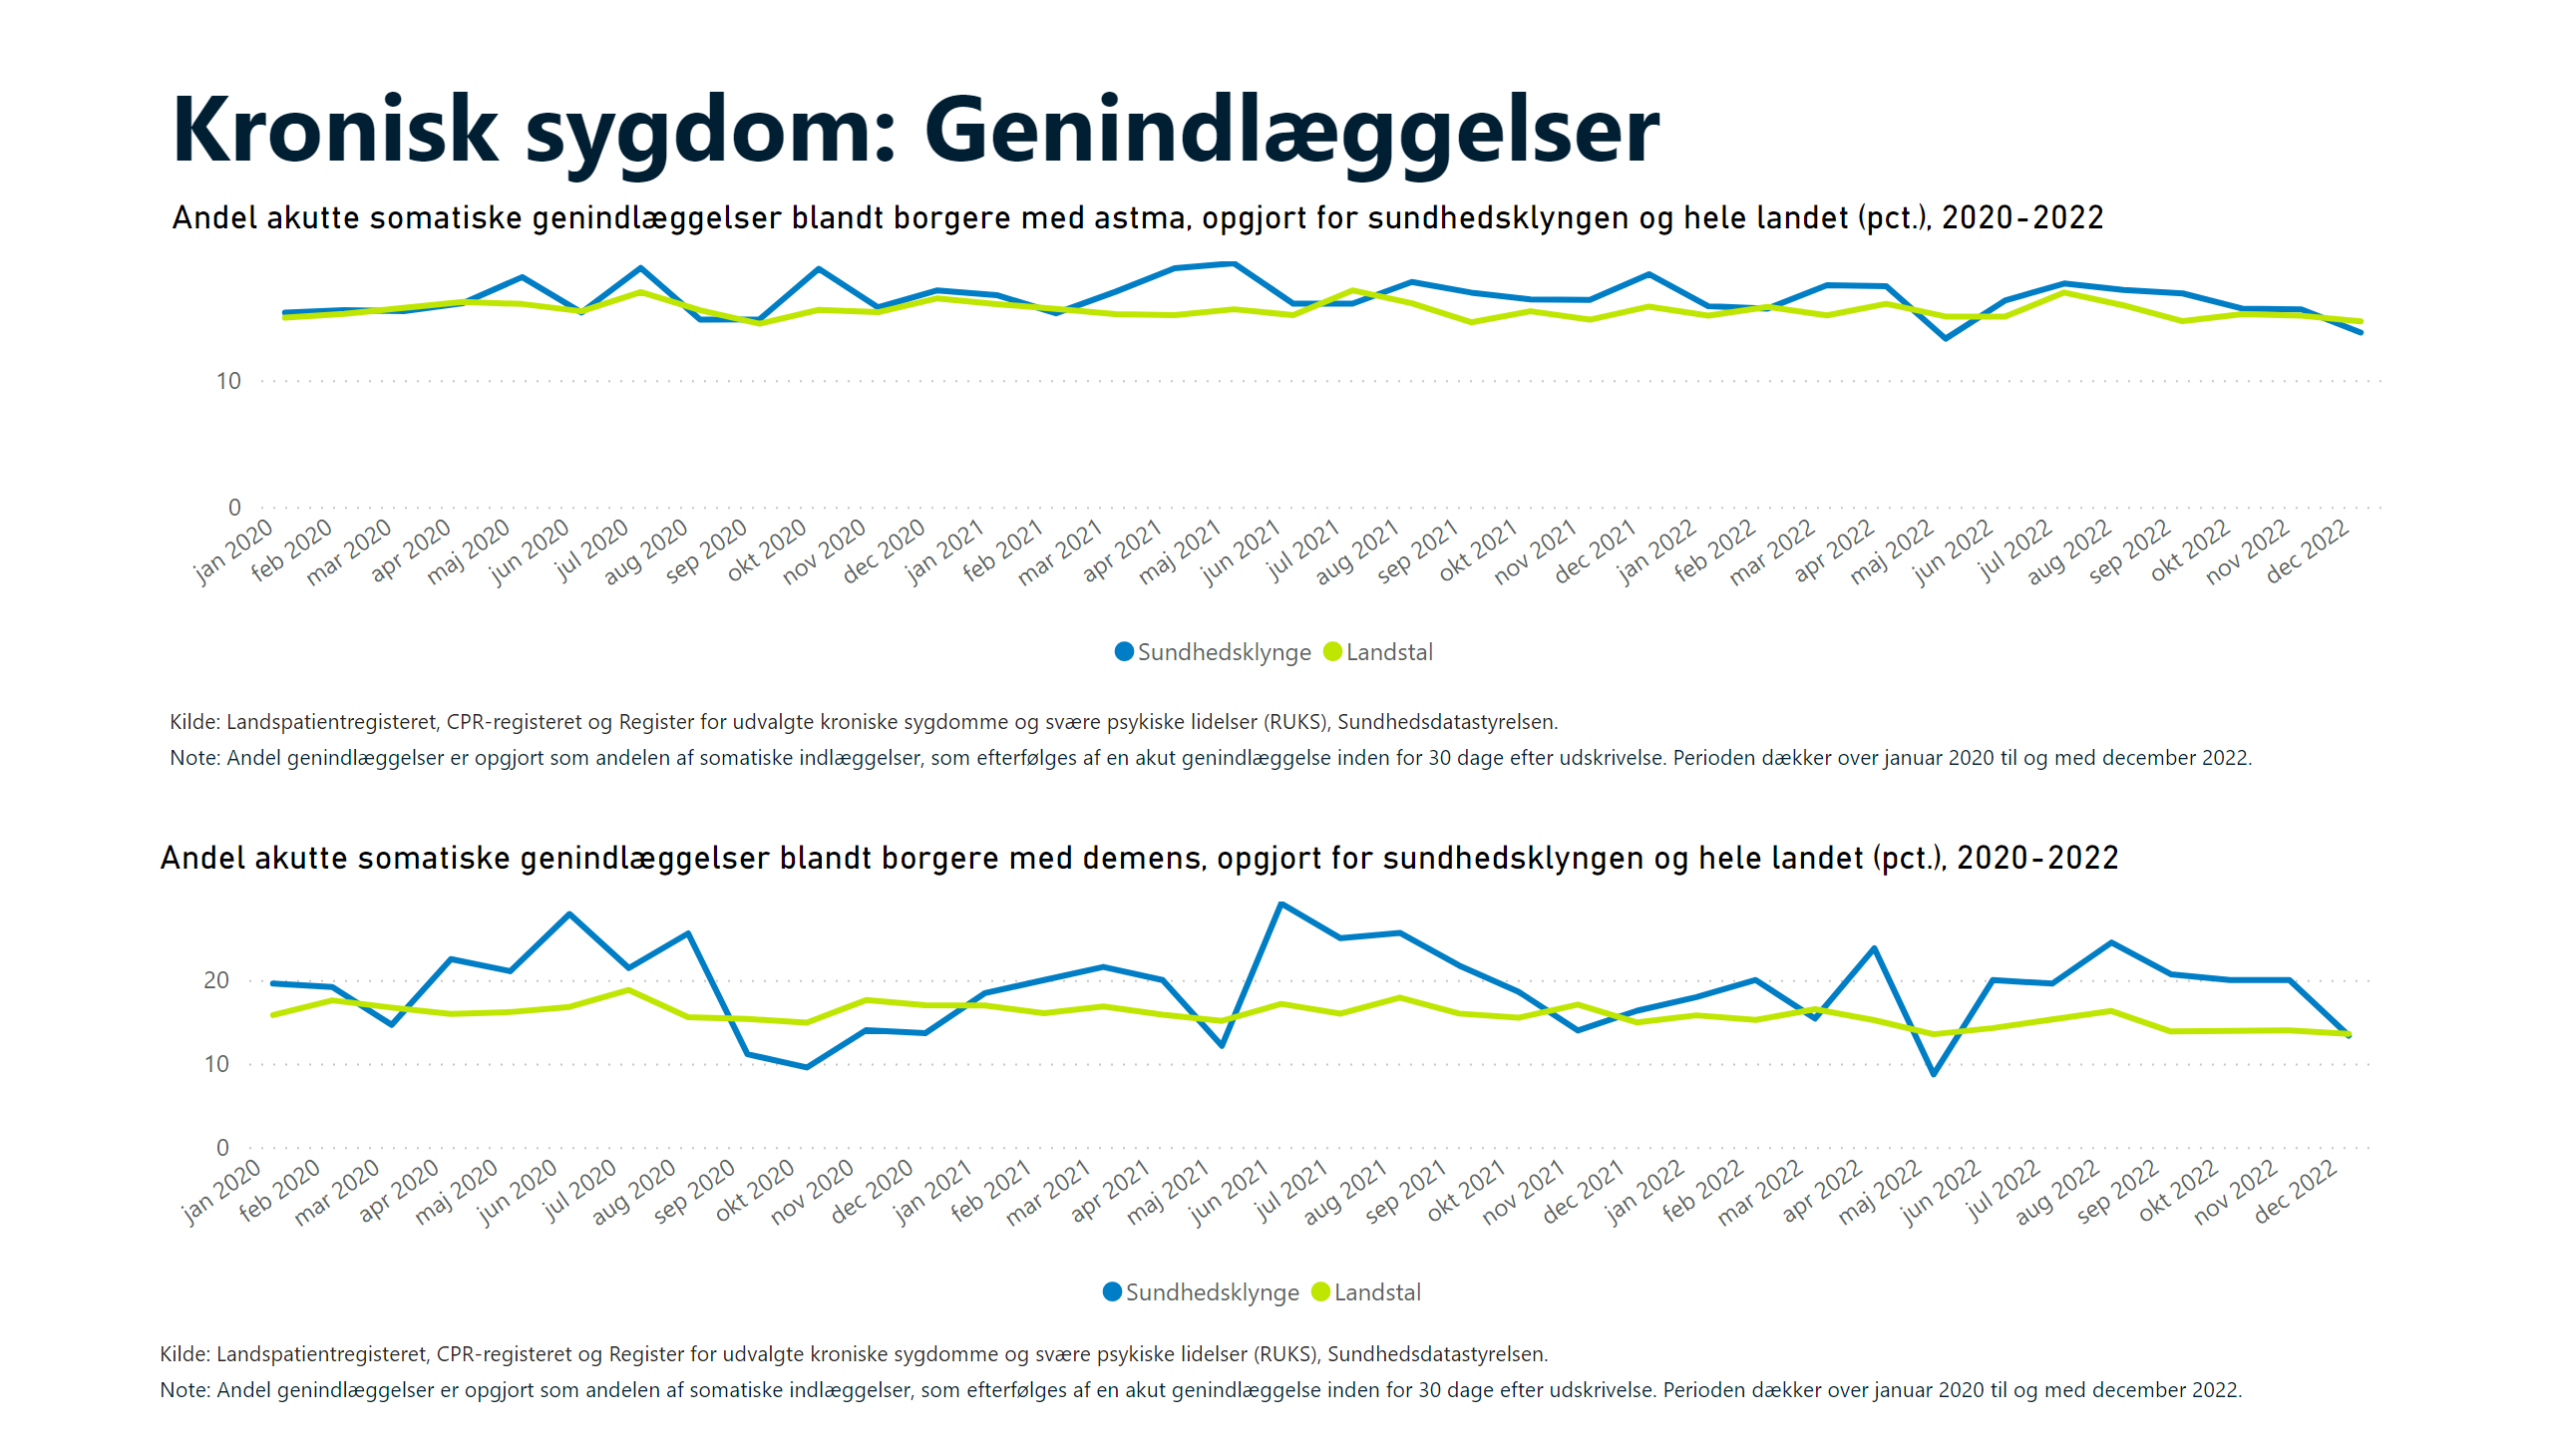 Kronisk sygdom: Genindlæggelser
Andel akutte somatiske genindlæggelser blandt borgere med astma, opgjort for sundhedsklyngen og hele landet (pct.), 2020-2022
10
0
jan 2020 feb 2020 mar 2020 apr 2020 maj 2020 jun 2020 jul 2020 aug 2020 sep 2020 okt 2020 nov 2020 dec 2020 jan 2021 feb 2021 mar 2021 apr 2021 maj 2021 jun 2021 jul 2021 aug 2021 sep 2021 okt 2021 nov 2021 dec 2021 jan 2022 feb 2022 mar 2022 apr 2022 maj 2022 jun 2022 jul 2022 aug 2022 sep 2022 okt 2022 nov 2022 dec 2022
Sundhedsklynge Landstal
Kilde: Landspatientregisteret, CPR-registeret og Register for udvalgte kroniske sygdomme og svære psykiske lidelser (RUKS), Sundhedsdatastyrelsen.
Note: Andel genindlæggelser er opgjort som andelen af somatiske indlæggelser, som efterfølges af en akut genindlæggelse inden for 30 dage efter udskrivelse. Perioden dækker over januar 2020 til og med december 2022.
Andel akutte somatiske genindlæggelser blandt borgere med demens, opgjort for sundhedsklyngen og hele landet (pct.), 2020-2022
20
10
0
jan 2020 feb 2020 mar 2020 apr 2020 maj 2020 jun 2020 jul 2020 aug 2020 sep 2020 okt 2020 nov 2020 dec 2020 jan 2021 feb 2021 mar 2021 apr 2021 maj 2021 jun 2021 jul 2021 aug 2021 sep 2021 okt 2021 nov 2021 dec 2021 jan 2022 feb 2022 mar 2022 apr 2022 maj 2022 jun 2022 jul 2022 aug 2022 sep 2022 okt 2022 nov 2022 dec 2022
Sundhedsklynge Landstal
Kilde: Landspatientregisteret, CPR-registeret og Register for udvalgte kroniske sygdomme og svære psykiske lidelser (RUKS), Sundhedsdatastyrelsen.
Note: Andel genindlæggelser er opgjort som andelen af somatiske indlæggelser, som efterfølges af en akut genindlæggelse inden for 30 dage efter udskrivelse. Perioden dækker over januar 2020 til og med december 2022.